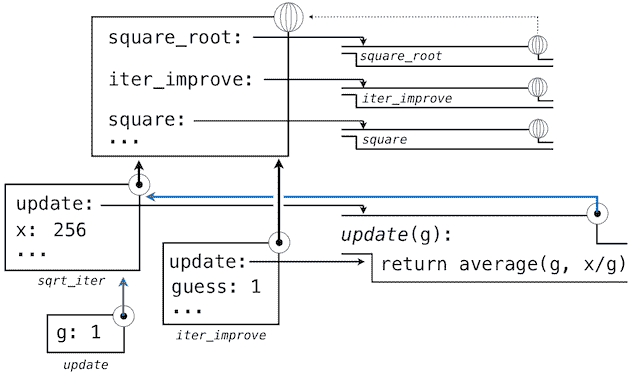 square_root:
iter_improve:
square:
...
square_root
iter_improve
square
update:
x: 256
...
sqrt_iter
update:
guess: 1
...
iter_improve
update(g):
return average(g, x/g)
g: 1
update